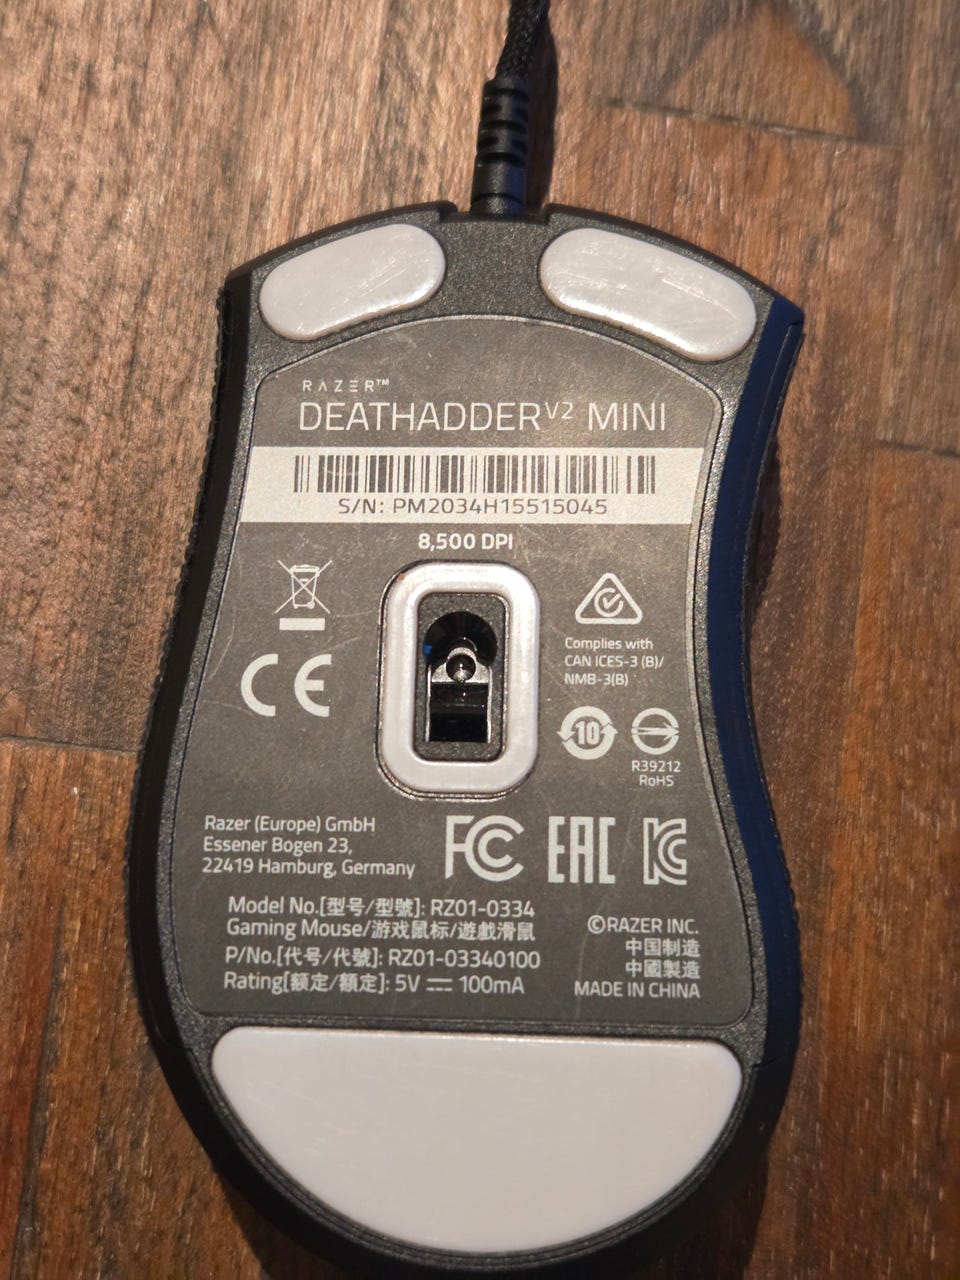 RAZER™
DEATHADDER V2 MINI
S/N: PM2034H15515045
8,500 DPI
Complies with
CAN ICES-3 (B)/
NMB-3(B)
CE
10
R39212
RoHS
Razer (Europe) GmbH
Essener Bogen 23,
22419 Hamburg, Germany
FC EAC KC
Model No.[型号/型號]: RZ01-0334
Gaming Mouse/游戏鼠标/遊戲滑鼠
P/No.[代号/代號]: RZ01-03340100
Rating[额定/額定]: 5V ⎓ 100mA
©RAZER INC.
中国制造
中國製造
MADE IN CHINA